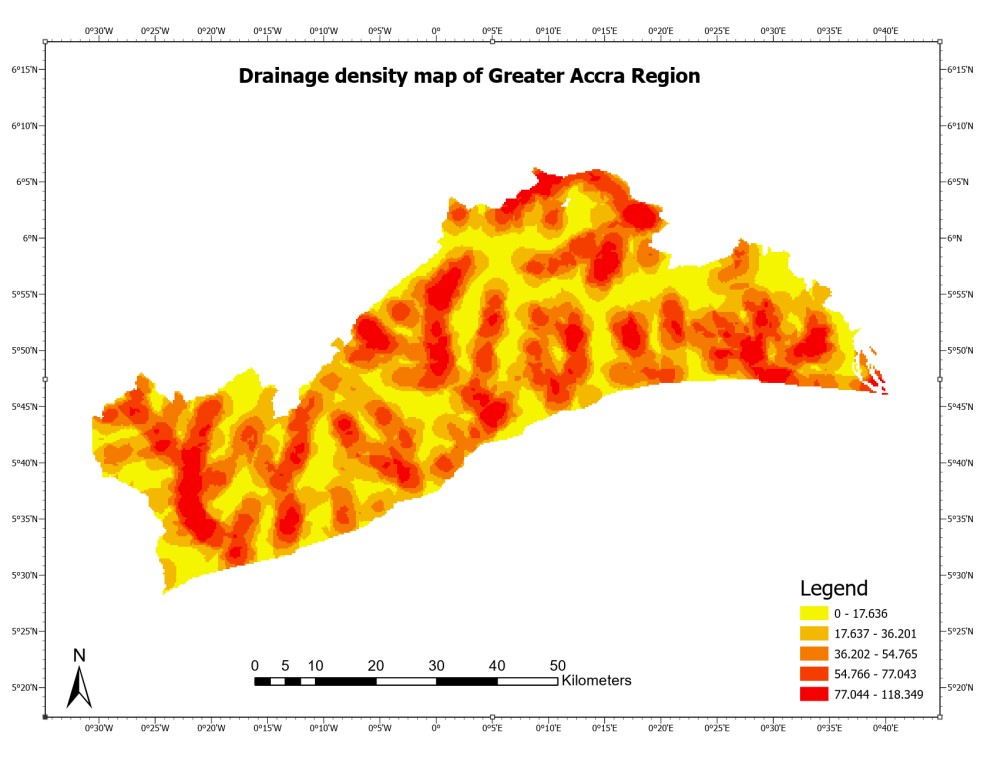 0°30'W 0°25'W 0°20'W 0°15'W 0°10'W 0°5'W 0° 0°5'E 0°10'E 0°15'E 0°20'E 0°25'E 0°30'E 0°35'E 0°40'E
Drainage density map of Greater Accra Region
6°15'N 6°15'N
6°10'N 6°10'N
6°5'N 6°5'N
6°N 6°N
5°55'N 5°55'N
5°50'N 5°50'N
5°45'N 5°45'N
5°40'N 5°40'N
5°35'N 5°35'N
5°30'N 5°30'N
5°25'N 5°25'N
5°20'N 5°20'N
Legend
0 - 17.636
17.637 - 36.201
36.202 - 54.765
54.766 - 77.043
77.044 - 118.349
N
0 5 10 20 30 40 50
Kilometers
0°30'W 0°25'W 0°20'W 0°15'W 0°10'W 0°5'W 0° 0°5'E 0°10'E 0°15'E 0°20'E 0°25'E 0°30'E 0°35'E 0°40'E